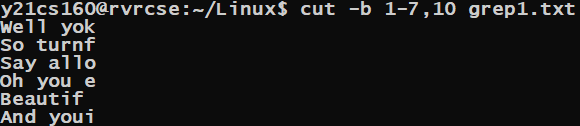 y21cs160@rvrcse:~/Linux$ cut -b 1-7,10 grep1.txt
Well yok
So turnf
Say allo
Oh you e
Beautif
And youi